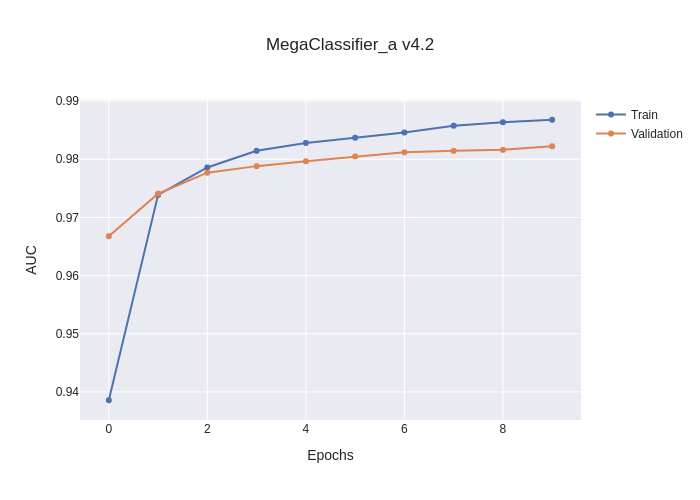 MegaClassifier_a v4.2
0.99
0.98
0.97
0.96
0.95
0.94
AUC
0
2
4
6
8
Epochs
Train
Validation